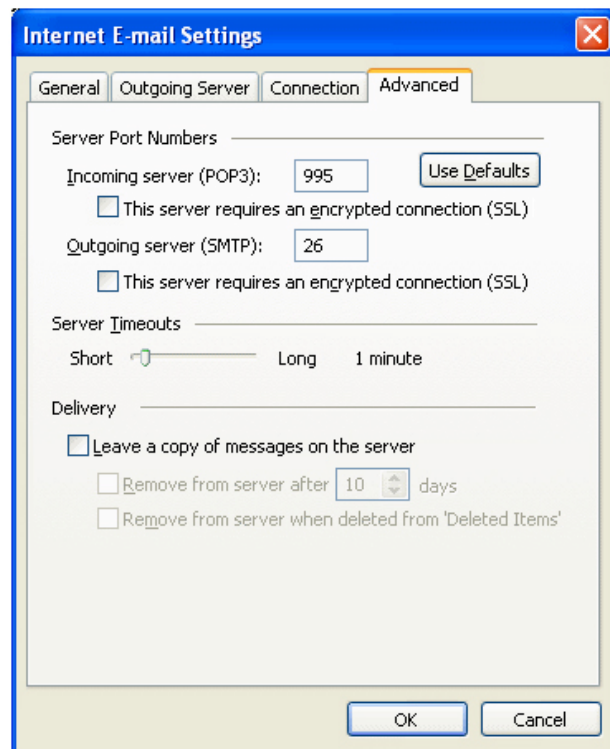 Internet E-mail Settings
General Outgoing Server Connection Advanced
Server Port Numbers
Incoming server (POP3): 995 Use Defaults
This server requires an encrypted connection (SSL)
Outgoing server (SMTP): 26
This server requires an encrypted connection (SSL)
Server Timeouts
Short Long 1 minute
Delivery
Leave a copy of messages on the server
Remove from server after 10 days
Remove from server when deleted from 'Deleted Items'
OK Cancel